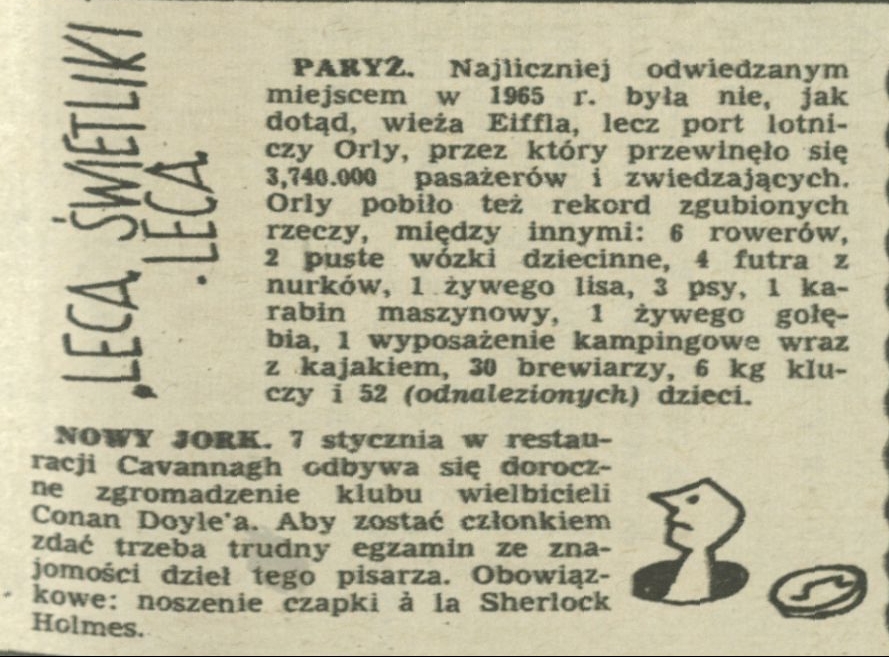 .LECĄ ŚWIETLIKI
.LECĄ
PARYŻ. Najliczniej odwiedzanym
miejscem w 1965 r. była nie, jak
dotąd, wieża Eiffla, lecz port lotni-
czy Orly, przez który przewinęło się
3,740.000 pasażerów i zwiedzających.
Orly pobiło też rekord zgubionych
rzeczy, między innymi: 6 rowerów,
2 puste wózki dziecinne, 4 futra z
nurków, 1 żywego lisa, 3 psy, 1 ka-
rabin maszynowy, 1 żywego gołę-
bia, 1 wyposażenie kampingowe wraz
z kajakiem, 30 brewiarzy, 6 kg klu-
czy i 52 (odnalezionych) dzieci.
NOWY JORK. 7 stycznia w restau-
racji Cavannagh odbywa się dorocz-
ne zgromadzenie klubu wielbicieli
Conan Doyle'a. Aby zostać członkiem
zdać trzeba trudny egzamin ze zna-
jomości dzieł tego pisarza. Obowiąz-
kowe: noszenie czapki à la Sherlock
Holmes.